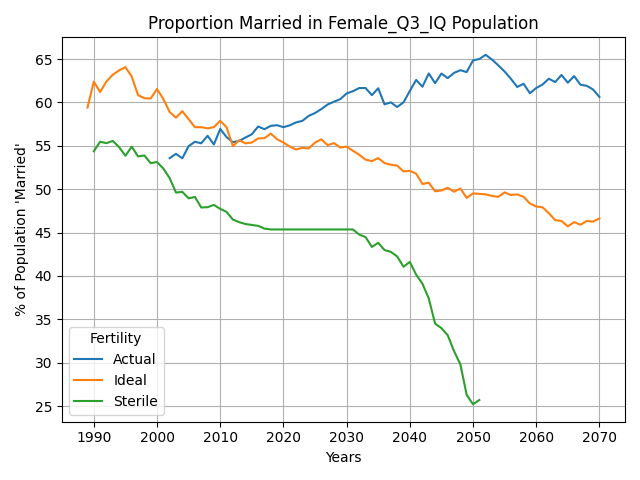 Proportion Married in Female_Q3_IQ Population
% of Population 'Married'
65
60
55
50
45
40
35
30
25
Fertility
Actual
Ideal
Sterile
1990 2000 2010 2020 2030 2040 2050 2060 2070
Years